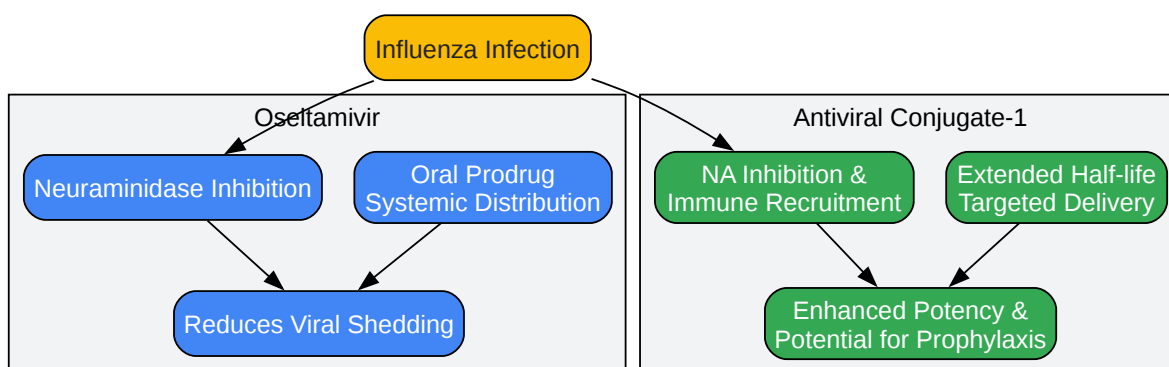 Influenza Infection
Oseltamivir
Neuraminidase Inhibition
Oral Prodrug
Systemic Distribution
Reduces Viral Shedding
Antiviral Conjugate-1
NA Inhibition &
Immune Recruitment
Extended Half-life
Targeted Delivery
Enhanced Potency &
Potential for Prophylaxis